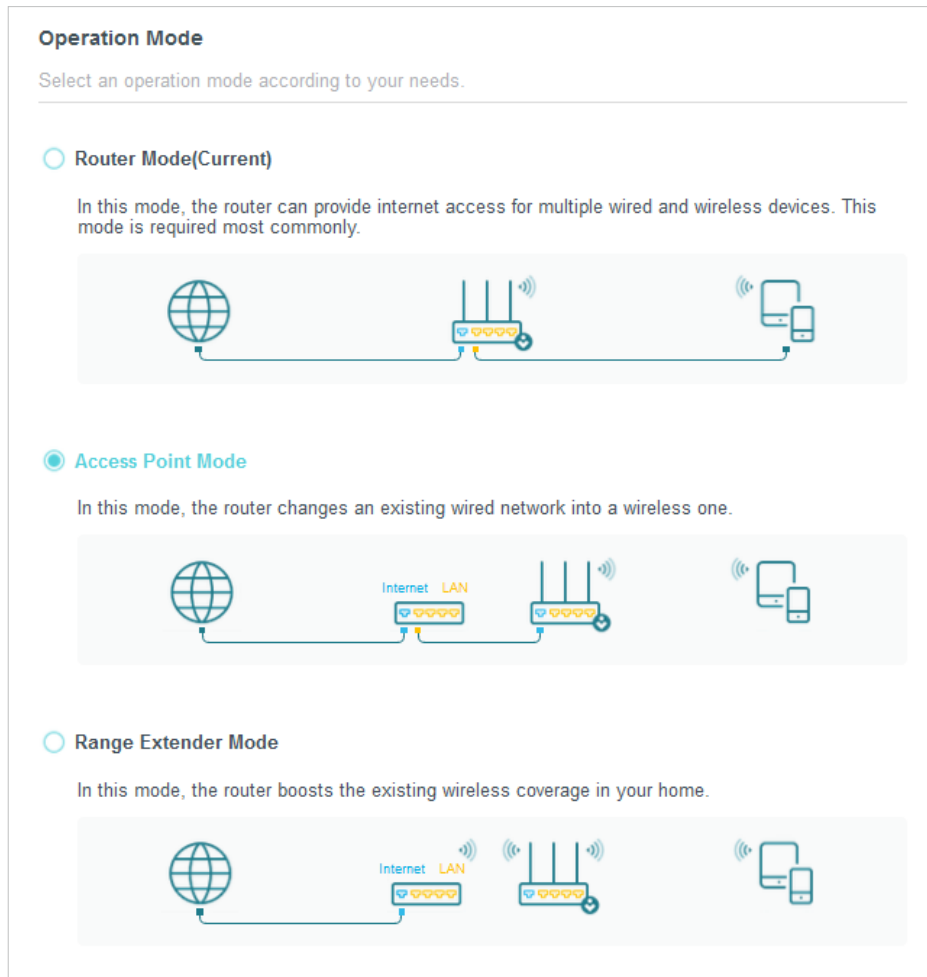 Operation Mode
Select an operation mode according to your needs.
Router Mode(Current)
In this mode, the router can provide internet access for multiple wired and wireless devices. This
mode is required most commonly.
Access Point Mode
In this mode, the router changes an existing wired network into a wireless one.
Internet LAN
Range Extender Mode
In this mode, the router boosts the existing wireless coverage in your home.
Internet LAN